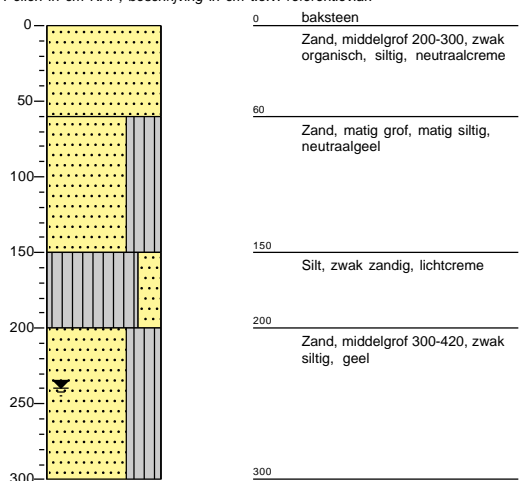 0
50
100
150
200
250
300
0 baksteen
Zand, middelgrof 200-300, zwak
organisch, siltig, neutraalcreme
60
Zand, matig grof, matig siltig,
neutraalgeel
150
Silt, zwak zandig, lichtcreme
200
Zand, middelgrof 300-420, zwak
siltig, geel
300